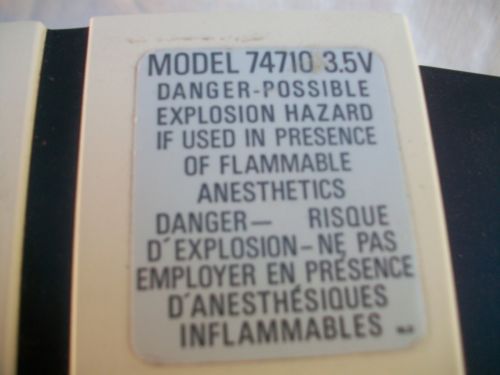 MODEL 74710 3.5V
DANGER-POSSIBLE
EXPLOSION HAZARD
IF USED IN PRESENCE
OF FLAMMABLE
ANESTHETICS
DANGER— RISQUE
D'EXPLOSION-NE PAS
EMPLOYER EN PRÉSENCE
D'ANESTHÉSIQUES
INFLAMMABLES